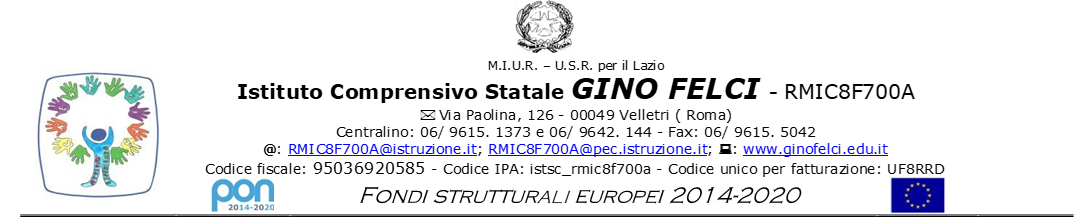 M.I.U.R. – U.S.R. per il Lazio
Istituto Comprensivo Statale GINO FELCI - RMIC8F700A
Via Paolina, 126 - 00049 Velletri ( Roma)
Centralino: 06/ 9615. 1373 e 06/ 9642. 144 - Fax: 06/ 9615. 5042
@: RMIC8F700A@istruzione.it; RMIC8F700A@pec.istruzione.it; www.ginofelci.edu.it
Codice fiscale: 95036920585 - Codice IPA: istsc_rmic8f700a - Codice unico per fatturazione: UF8RRD
pon
2014-2020
FONDI STRUTTURALI EUROPEI 2014-2020